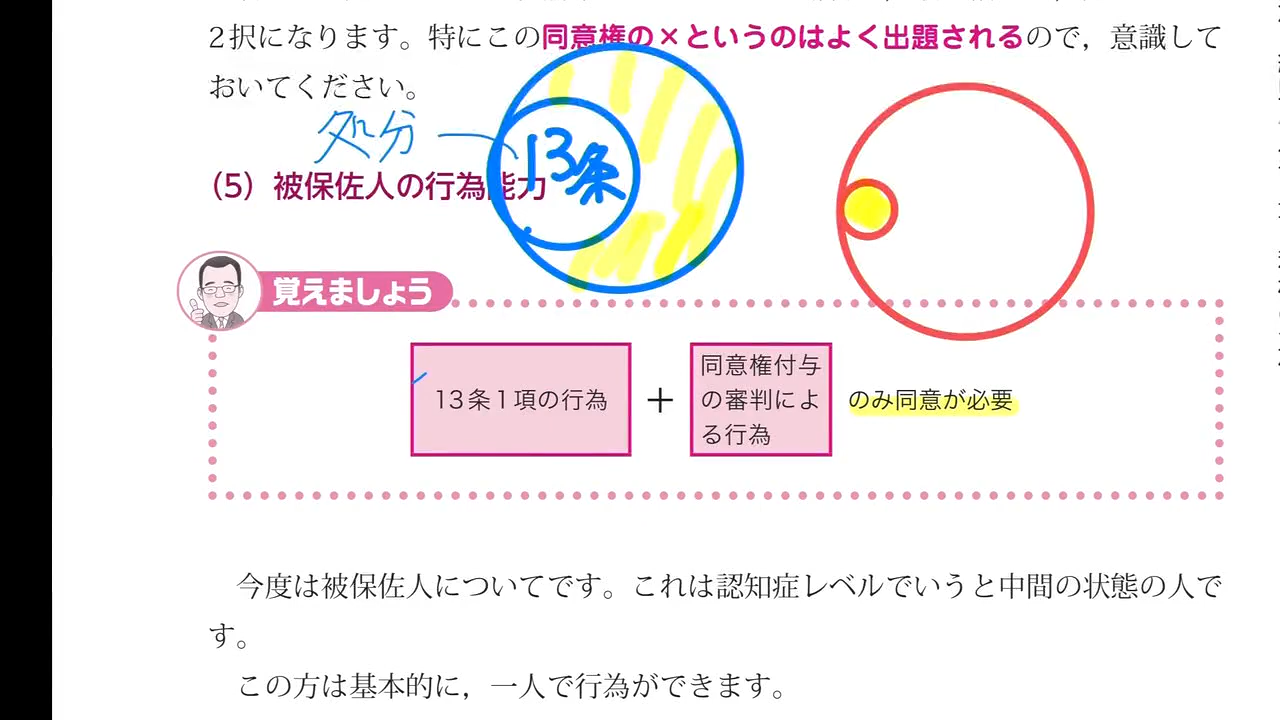 2択になります。特にこの同意権の×というのはよく出題されるので，意識して
おいてください。
処分
13条
(5) 被保佐人の行為能力
覚えましょう
13条1項の行為
＋
同意権付与
の審判によ
る行為
のみ同意が必要
今度は被保佐人についてです。これは認知症レベルでいうと中間の状態の人で
す。
この方は基本的に，一人で行為ができます。